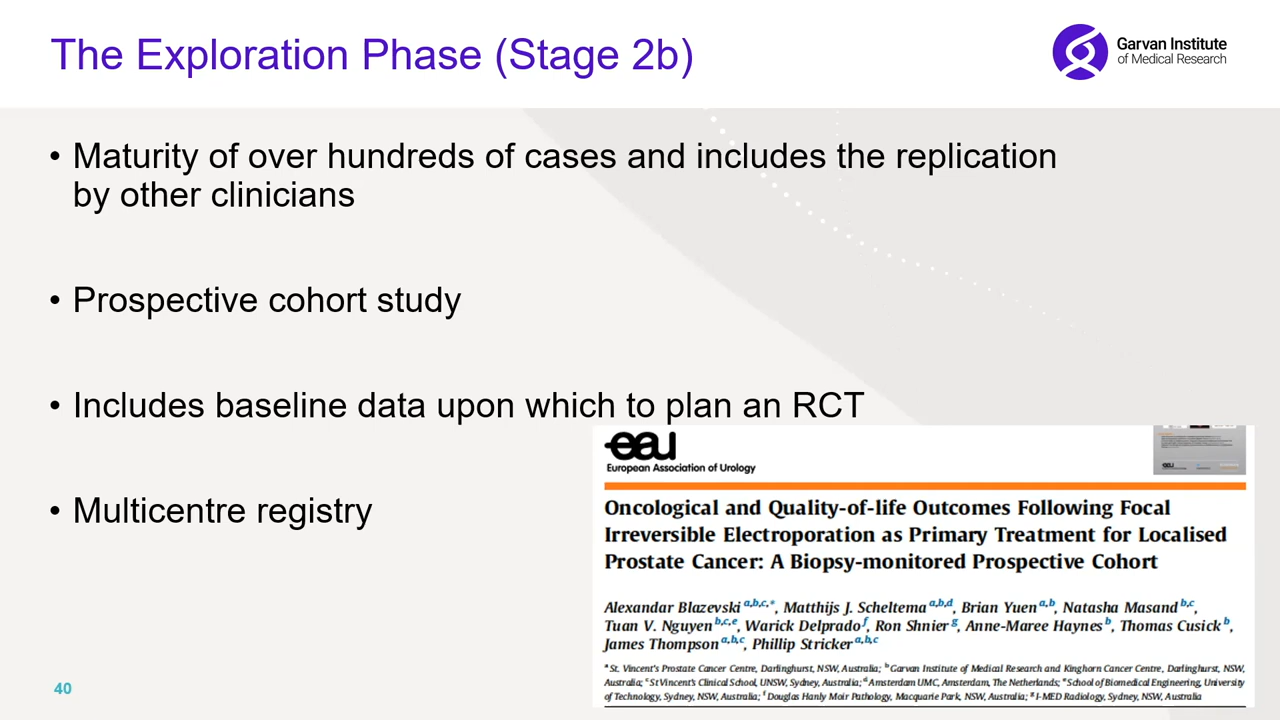 The Exploration Phase (Stage 2b)
Garvan Institute
of Medical Research
• Maturity of over hundreds of cases and includes the replication
by other clinicians
• Prospective cohort study
• Includes baseline data upon which to plan an RCT
• Multicentre registry
eau
European Association of Urology
eau
Oncological and Quality-of-life Outcomes Following Focal
Irreversible Electroporation as Primary Treatment for Localised
Prostate Cancer: A Biopsy-monitored Prospective Cohort
Alexandar Blazevski a,b,c,*, Matthijs J. Scheltema a,b,d, Brian Yuen a,b, Natasha Masand b,c,
Tuan V. Nguyen b,c,e, Warick Delprado f, Ron Shnier g, Anne-Maree Haynes b, Thomas Cusick b,
James Thompson a,b,c, Phillip Stricker a,b,c
a St. Vincent's Prostate Cancer Centre, Darlinghurst, NSW, Australia; b Garvan Institute of Medical Research and Kinghorn Cancer Centre, Darlinghurst, NSW,
Australia; c St Vincent's Clinical School, UNSW, Sydney, Australia; d Amsterdam UMC, Amsterdam, The Netherlands; e School of Biomedical Engineering, University
of Technology, Sydney, NSW, Australia; f Douglas Hanly Moir Pathology, Macquarie Park, NSW, Australia; g I-MED Radiology, Sydney, NSW, Australia
40